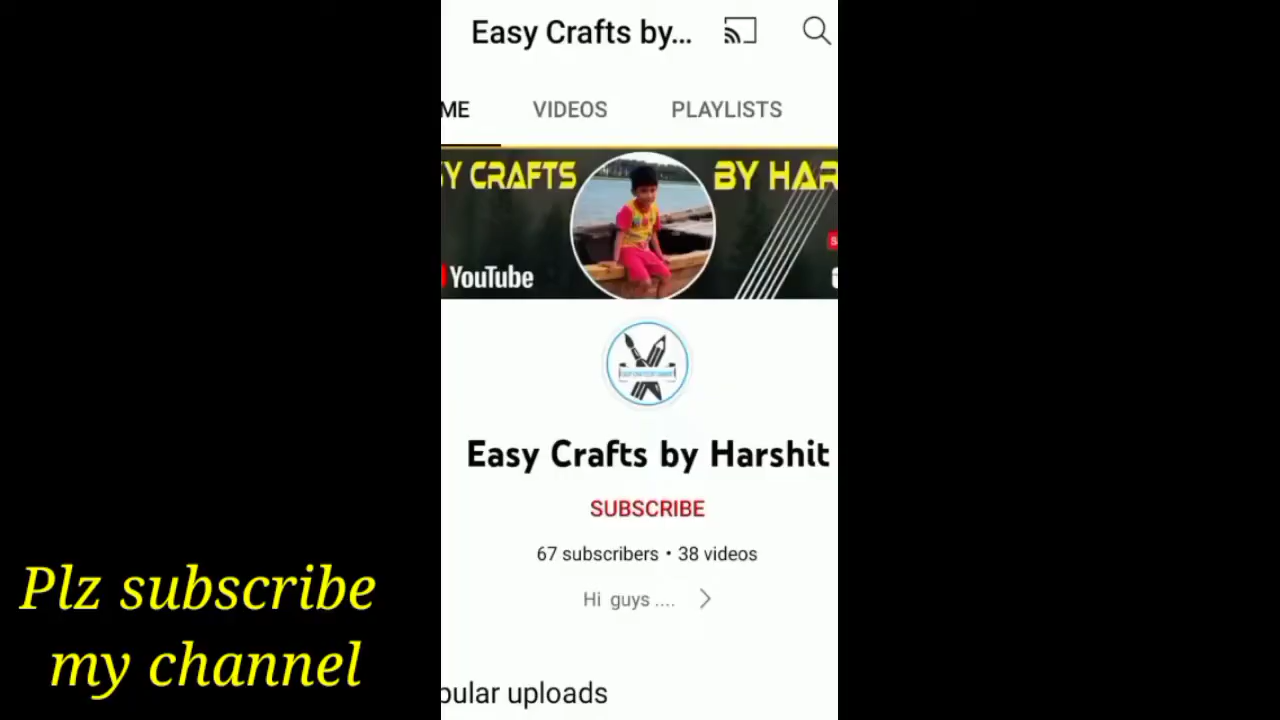 Easy Crafts by...
ME VIDEOS PLAYLISTS
Y CRAFTS BY HAR
YouTube
Easy Crafts by Harshit
SUBSCRIBE
67 subscribers • 38 videos
Hi guys ....
Plz subscribe
my channel
pular uploads